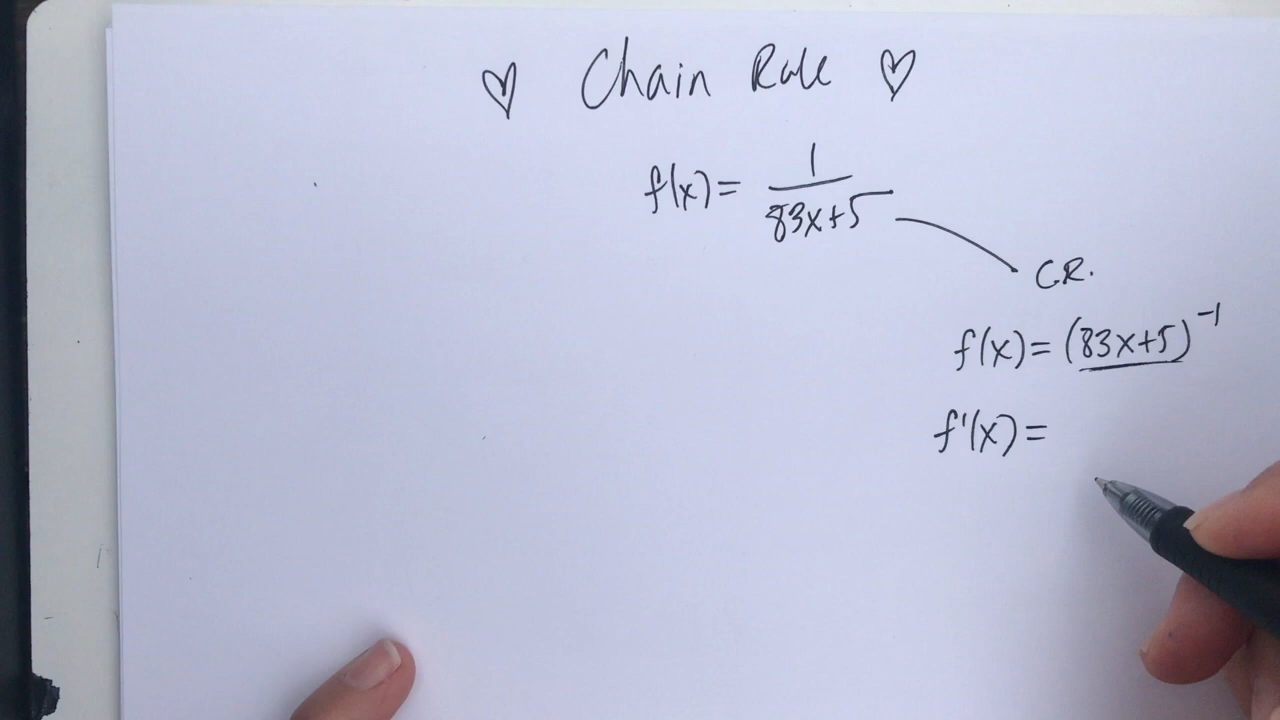 ♡ Chain Rule ♡
f(x) = 1/83x+5
C.R.
f(x) = (83x+5)⁻¹
f'(x) =